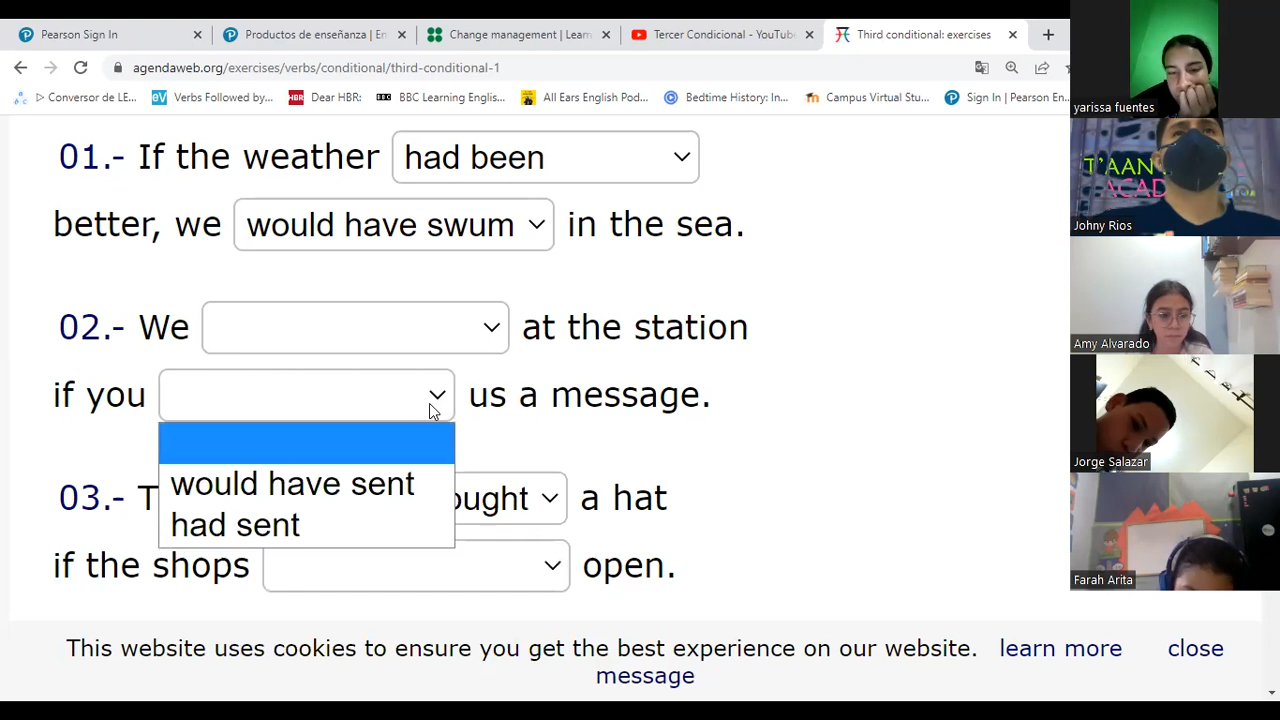 Pearson Sign In
Productos de enseñanza | En
Change management | Learn
Tercer Condicional - YouTube
Third conditional: exercises
agendaweb.org/exercises/verbs/conditional/third-conditional-1
Conversor de LE...
Verbs Followed by...
Dear HBR:
BBC Learning Englis...
All Ears English Pod...
Bedtime History: In...
Campus Virtual Stu...
Sign In | Pearson En
01.- If the weather had been
better, we would have swum in the sea.
02.- We at the station
if you us a message.
would have sent
had sent
03.- T ought a hat
if the shops open.
This website uses cookies to ensure you get the best experience on our website. learn more close
message
yarissa fuentes
T'AAN
ACAD
Johny Rios
Amy Alvarado
Jorge Salazar
Farah Arita